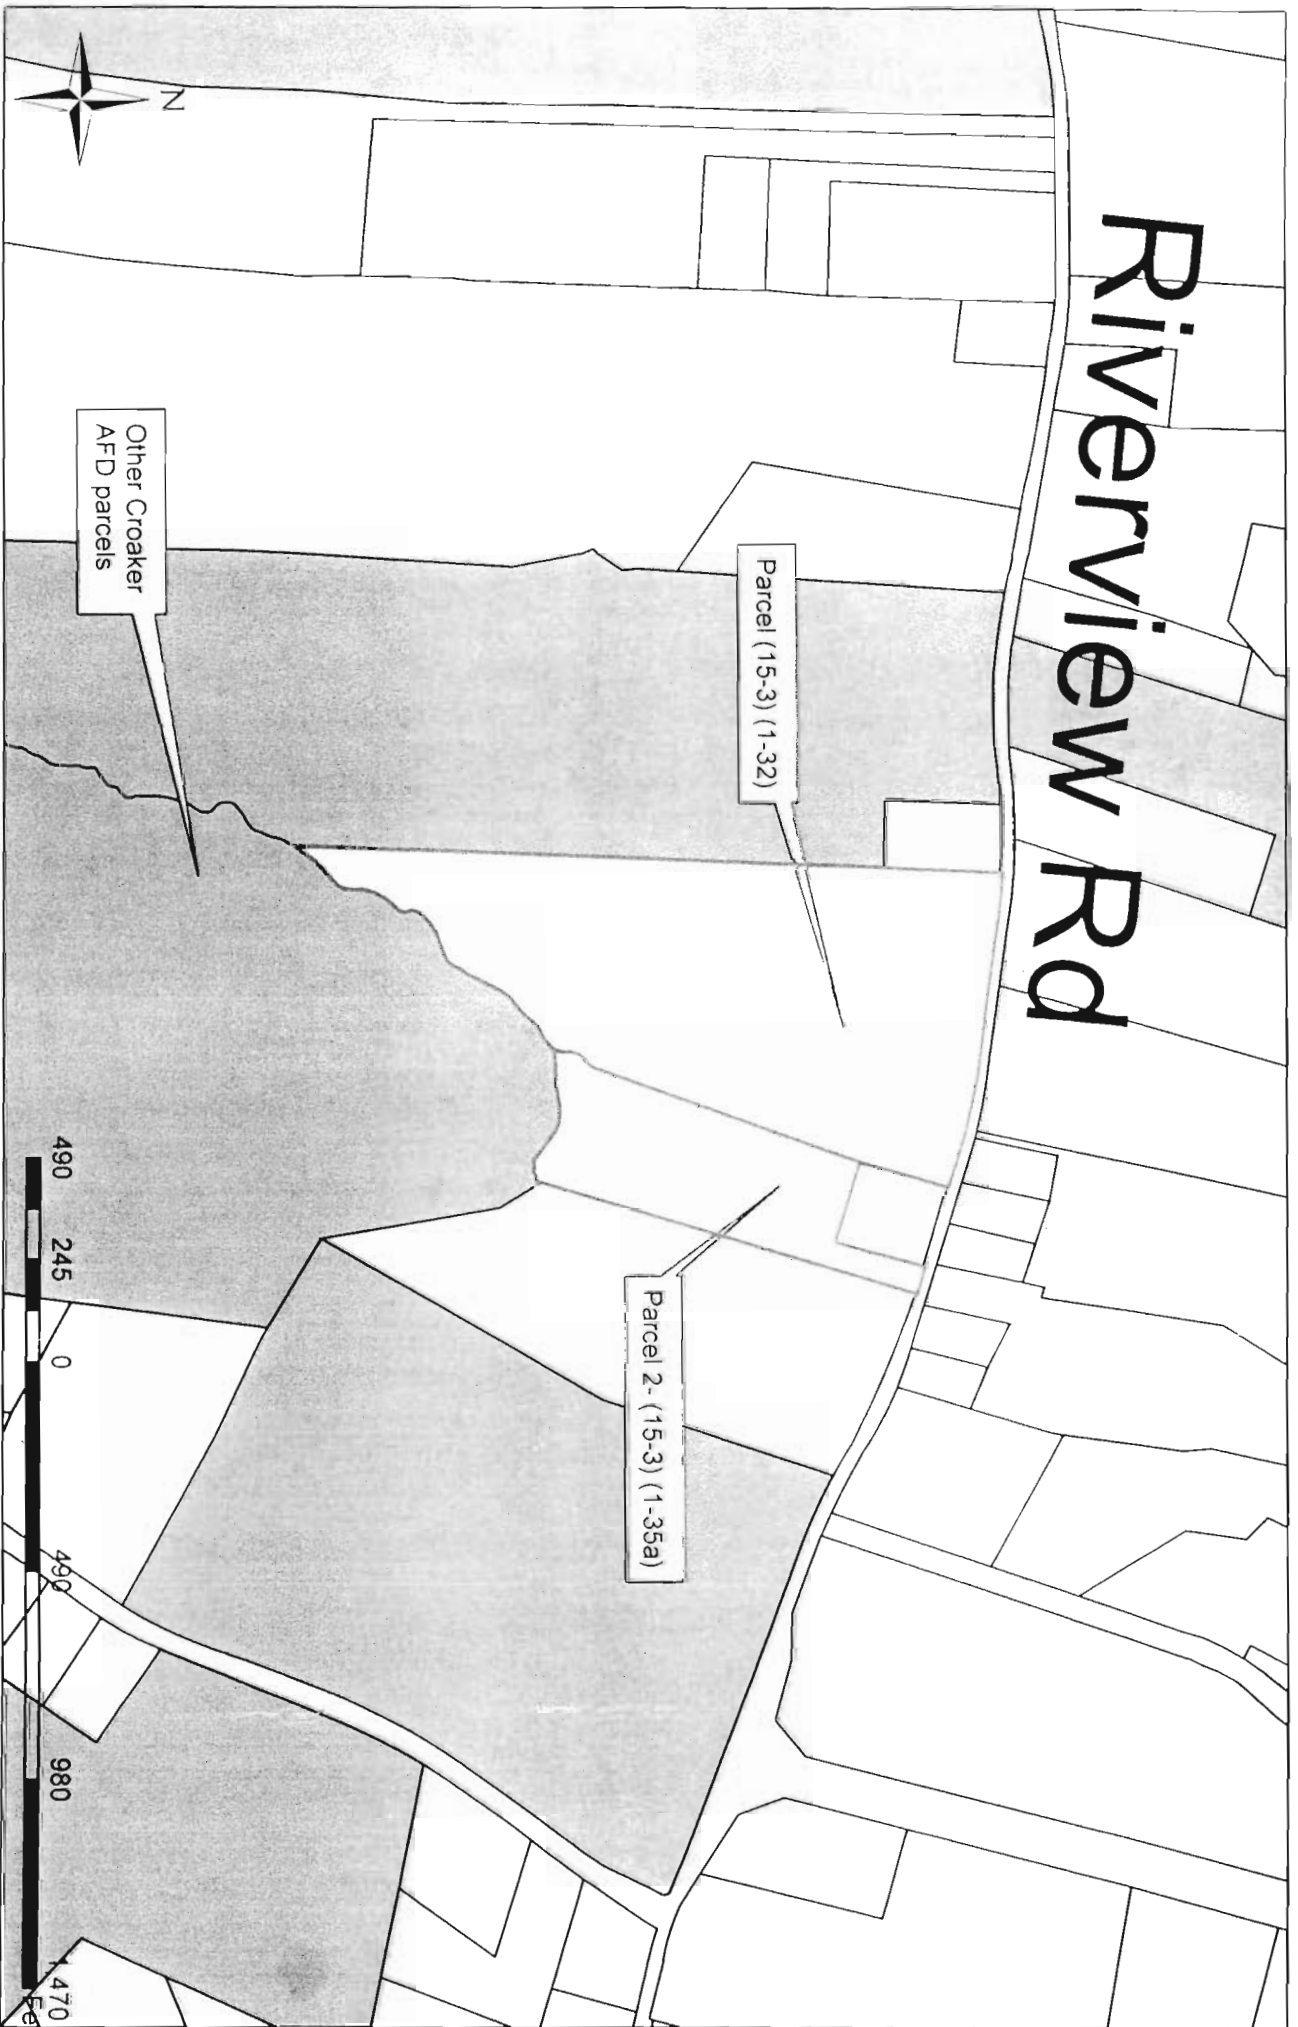 Riverview Rd
N
Parcel (15-3) (1-32)
Other Croaker
AFD parcels
Parcel 2- (15-3) (1-35a)
490 245 0 490 980 1,470
Fe